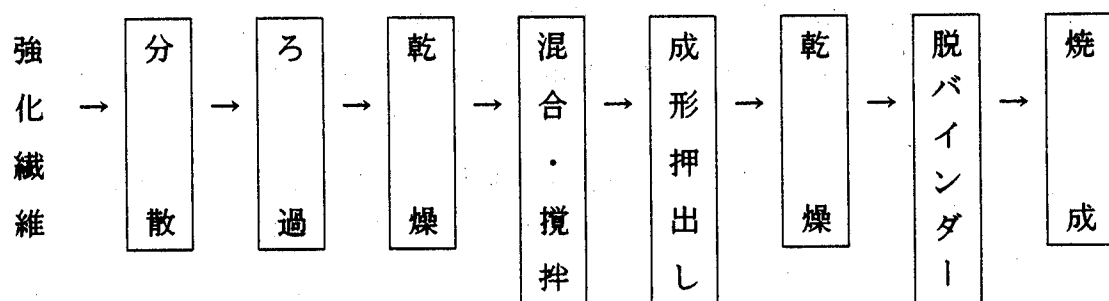 強化繊維
→
分散
→
ろ過
→
乾燥
→
混合・撹拌
→
成形押出し
→
乾燥
→
脱バインダー
→
焼成